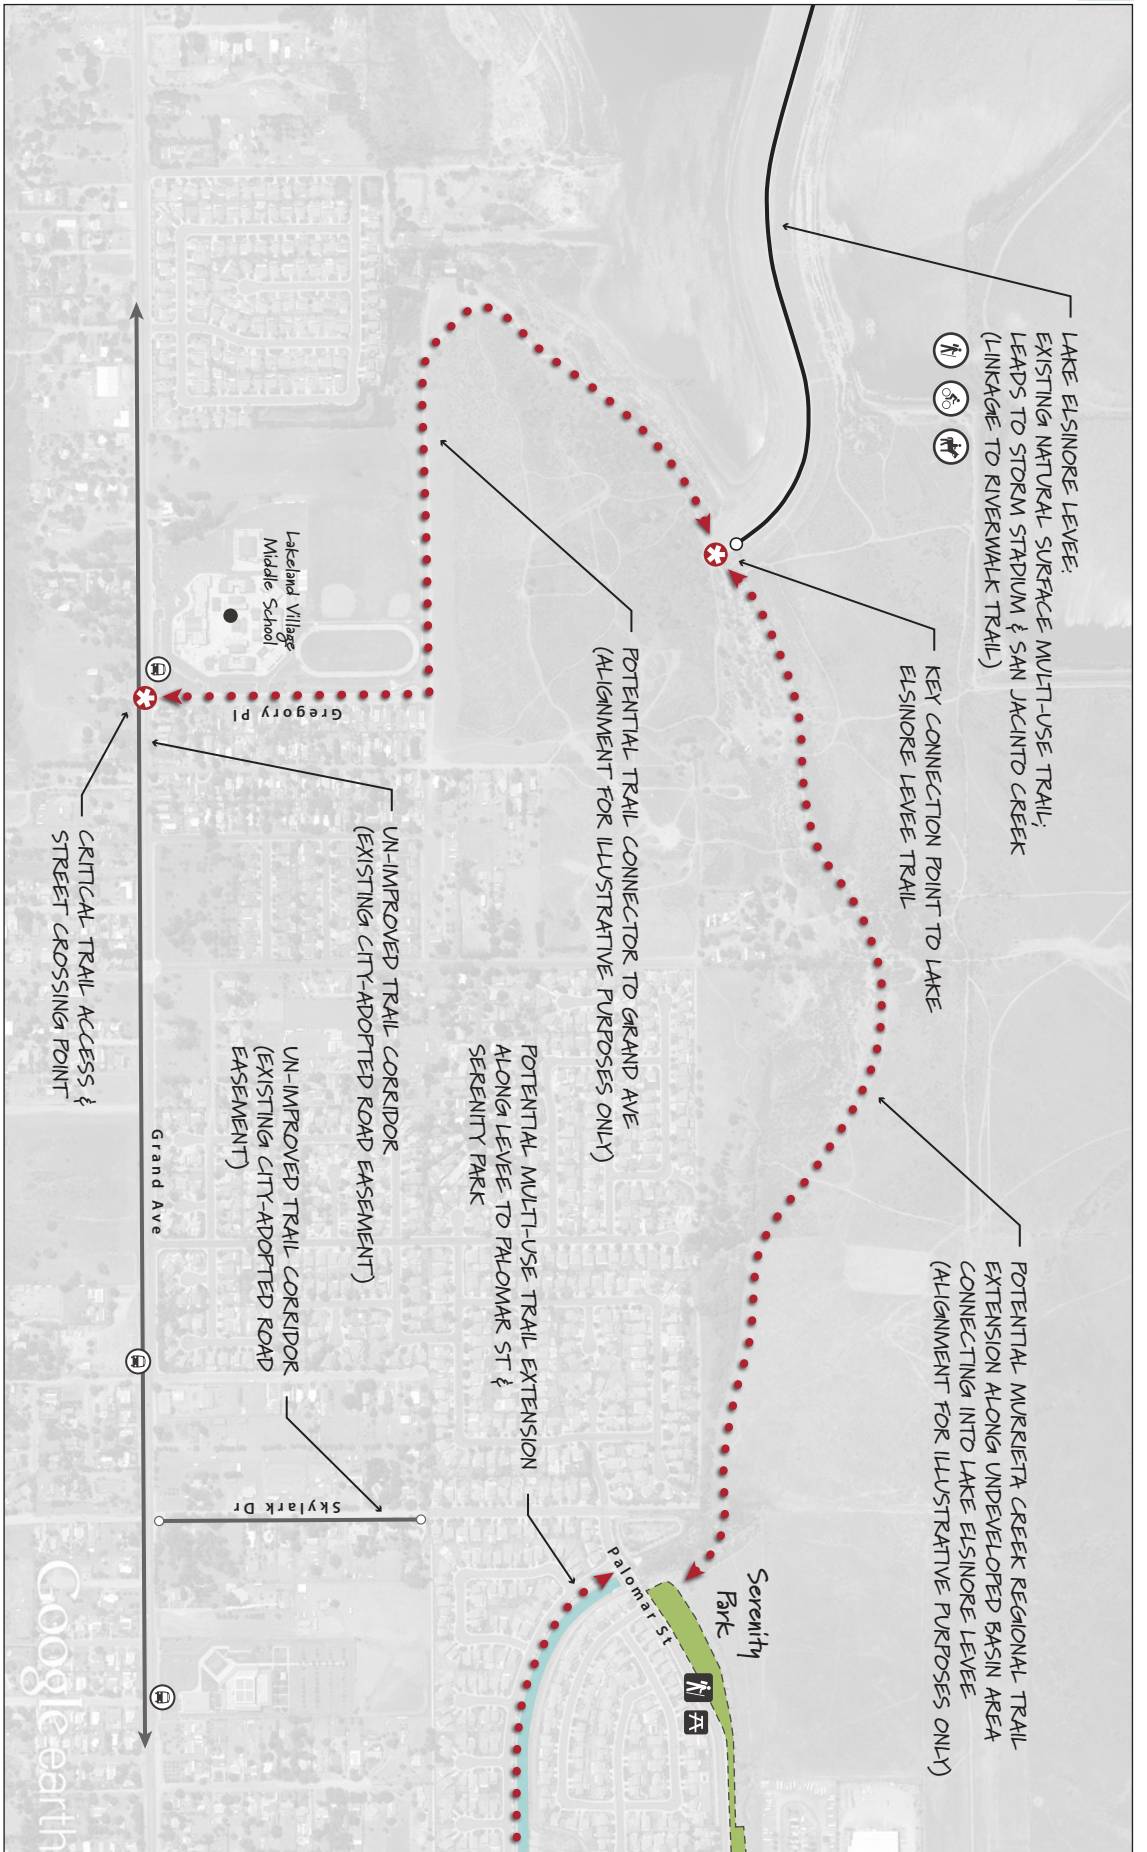 LAKE ELSINORE LEVEE:
EXISTING NATURAL SURFACE MULTI-USE TRAIL;
LEADS TO STORM STADIUM & SAN JACINTO CREEK
(LINKAGE TO RIVERWALK TRAIL)
KEY CONNECTION POINT TO LAKE
ELSINORE LEVEE TRAIL
POTENTIAL MURRIETA CREEK REGIONAL TRAIL
EXTENSION ALONG UNDEVELOPED BASIN AREA
CONNECTING INTO LAKE ELSINORE LEVEE
(ALIGNMENT FOR ILLUSTRATIVE PURPOSES ONLY)
Serenity
Park
Palomar St
POTENTIAL TRAIL CONNECTOR TO GRAND AVE
(ALIGNMENT FOR ILLUSTRATIVE PURPOSES ONLY)
POTENTIAL MULTI-USE TRAIL EXTENSION
ALONG LEVEE TO PALOMAR ST &
SERENITY PARK
Lakeland Village
Middle School
Gregory Pl
UN-IMPROVED TRAIL CORRIDOR
(EXISTING CITY-ADOPTED ROAD EASEMENT)
UN-IMPROVED TRAIL CORRIDOR
(EXISTING CITY-ADOPTED ROAD
EASEMENT)
Skylark Dr
Grand Ave
CRITICAL TRAIL ACCESS &
STREET CROSSING POINT
Google earth